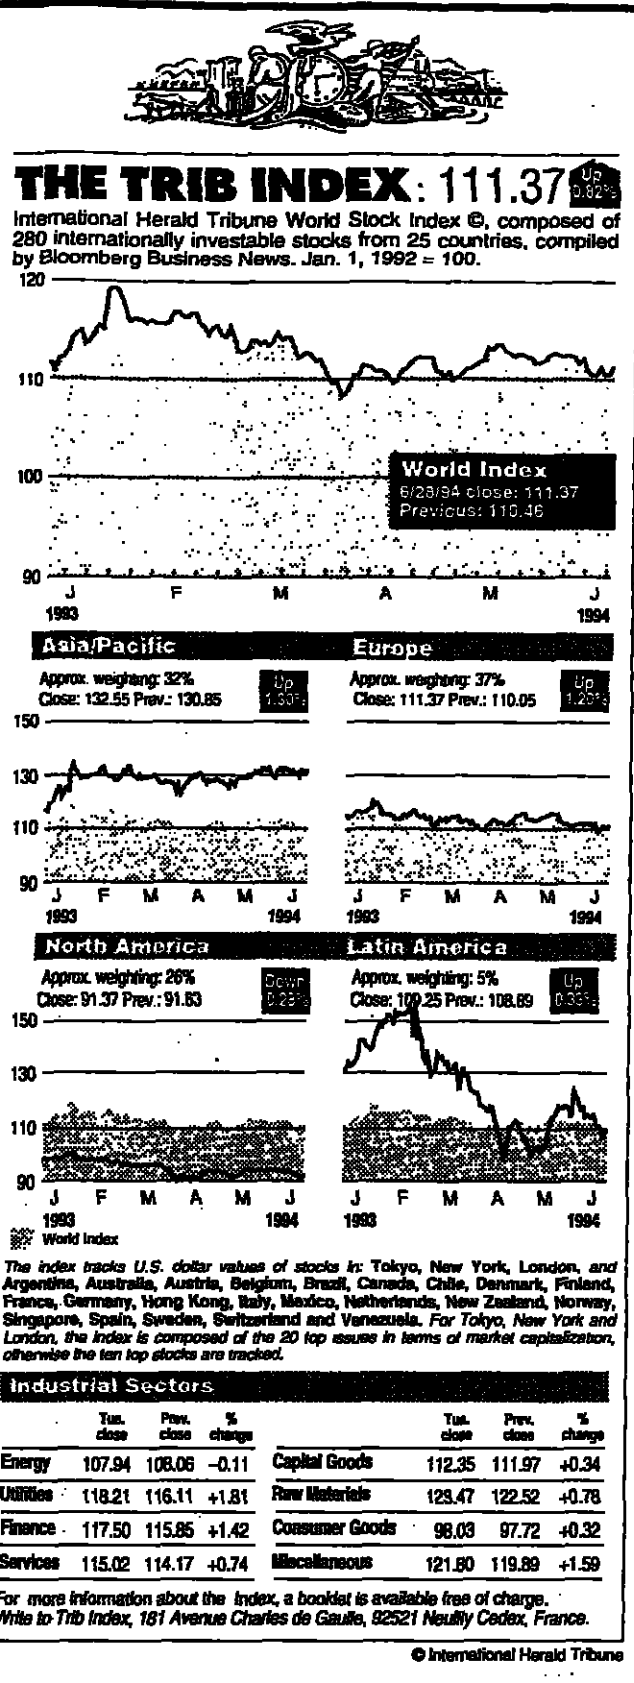 THE TRIB INDEX: 111.37 Up 0.82%
International Herald Tribune World Stock Index ©, composed of
280 internationally investable stocks from 25 countries, compiled
by Bloomberg Business News. Jan. 1, 1992 = 100.
120
110
100
90
World Index
6/28/94 close: 111.37
Previous: 110.46
J F M A M J
1993 1994
Asia/Pacific
Approx. weighting: 32%
Close: 132.55 Prev.: 130.85
Up
1.30%
150
130
110
90
J F M A M J
1993 1994
Europe
Approx. weighting: 37%
Close: 111.37 Prev.: 110.05
Up
J F M A M J
1993 1994
North America
Approx. weighting: 26%
Close: 91.37 Prev.: 91.63
Down
150
130
110
90
J F M A M J
1993 1994
World Index
Latin America
Approx. weighting: 5%
Close: 109.25 Prev.: 108.89
Up
J F M A M J
1993 1994
The index tracks U.S. dollar values of stocks in: Tokyo, New York, London, and
Argentina, Australia, Austria, Belgium, Brazil, Canada, Chile, Denmark, Finland,
France, Germany, Hong Kong, Italy, Mexico, Netherlands, New Zealand, Norway,
Singapore, Spain, Sweden, Switzerland and Venezuela. For Tokyo, New York and
London, the index is composed of the 20 top issues in terms of market capitalization,
otherwise the ten top stocks are tracked.
Industrial Sectors
Tue. close Prev. close % change
Energy 107.94 108.06 –0.11
Utilities 118.21 116.11 +1.81
Finance 117.50 115.85 +1.42
Services 115.02 114.17 +0.74
Tue. close Prev. close % change
Capital Goods 112.35 111.97 +0.34
Raw Materials 123.47 122.52 +0.78
Consumer Goods 98.03 97.72 +0.32
Miscellaneous 121.80 119.89 +1.59
For more information about the Index, a booklet is available free of charge.
Write to Trib Index, 181 Avenue Charles de Gaulle, 92521 Neuilly Cedex, France.
© International Herald Tribune